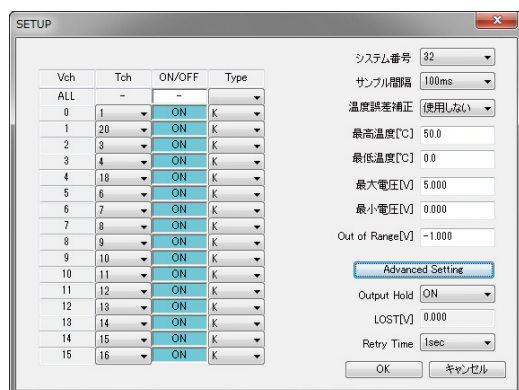 SETUP
Vch Tch ON/OFF Type
ALL - -
0 1 ON K
1 20 ON K
2 3 ON K
3 4 ON K
4 18 ON K
5 6 ON K
6 7 ON K
7 8 ON K
8 9 ON K
9 10 ON K
10 11 ON K
11 12 ON K
12 13 ON K
13 14 ON K
14 15 ON K
15 16 ON K
システム番号 32
サンプル間隔 100ms
温度誤差補正 使用しない
最高温度[℃] 50.0
最低温度[℃] 0.0
最大電圧[V] 5.000
最小電圧[V] 0.000
Out of Range[V] -1.000
Advanced Setting
Output Hold ON
LOST[V] 0.000
Retry Time 1sec
OK キャンセル